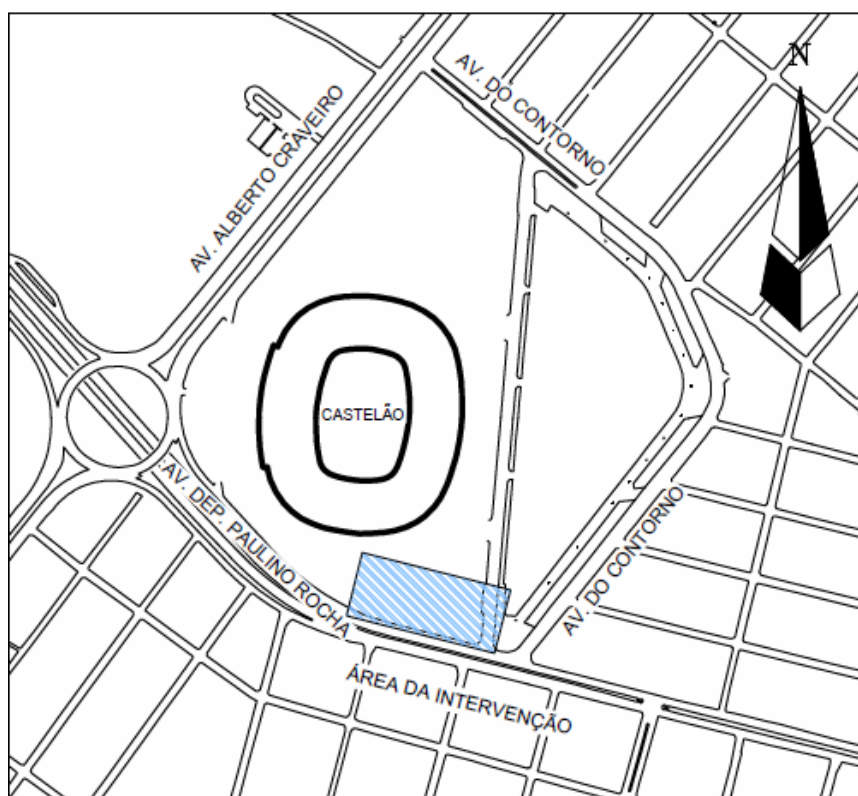 N
AV. DO CONTORNO
AV. ALBERTO CRAVEIRO
CASTELÃO
AV. DEP. PAULINO ROCHA
AV. DO CONTORNO
ÁREA DA INTERVENÇÃO